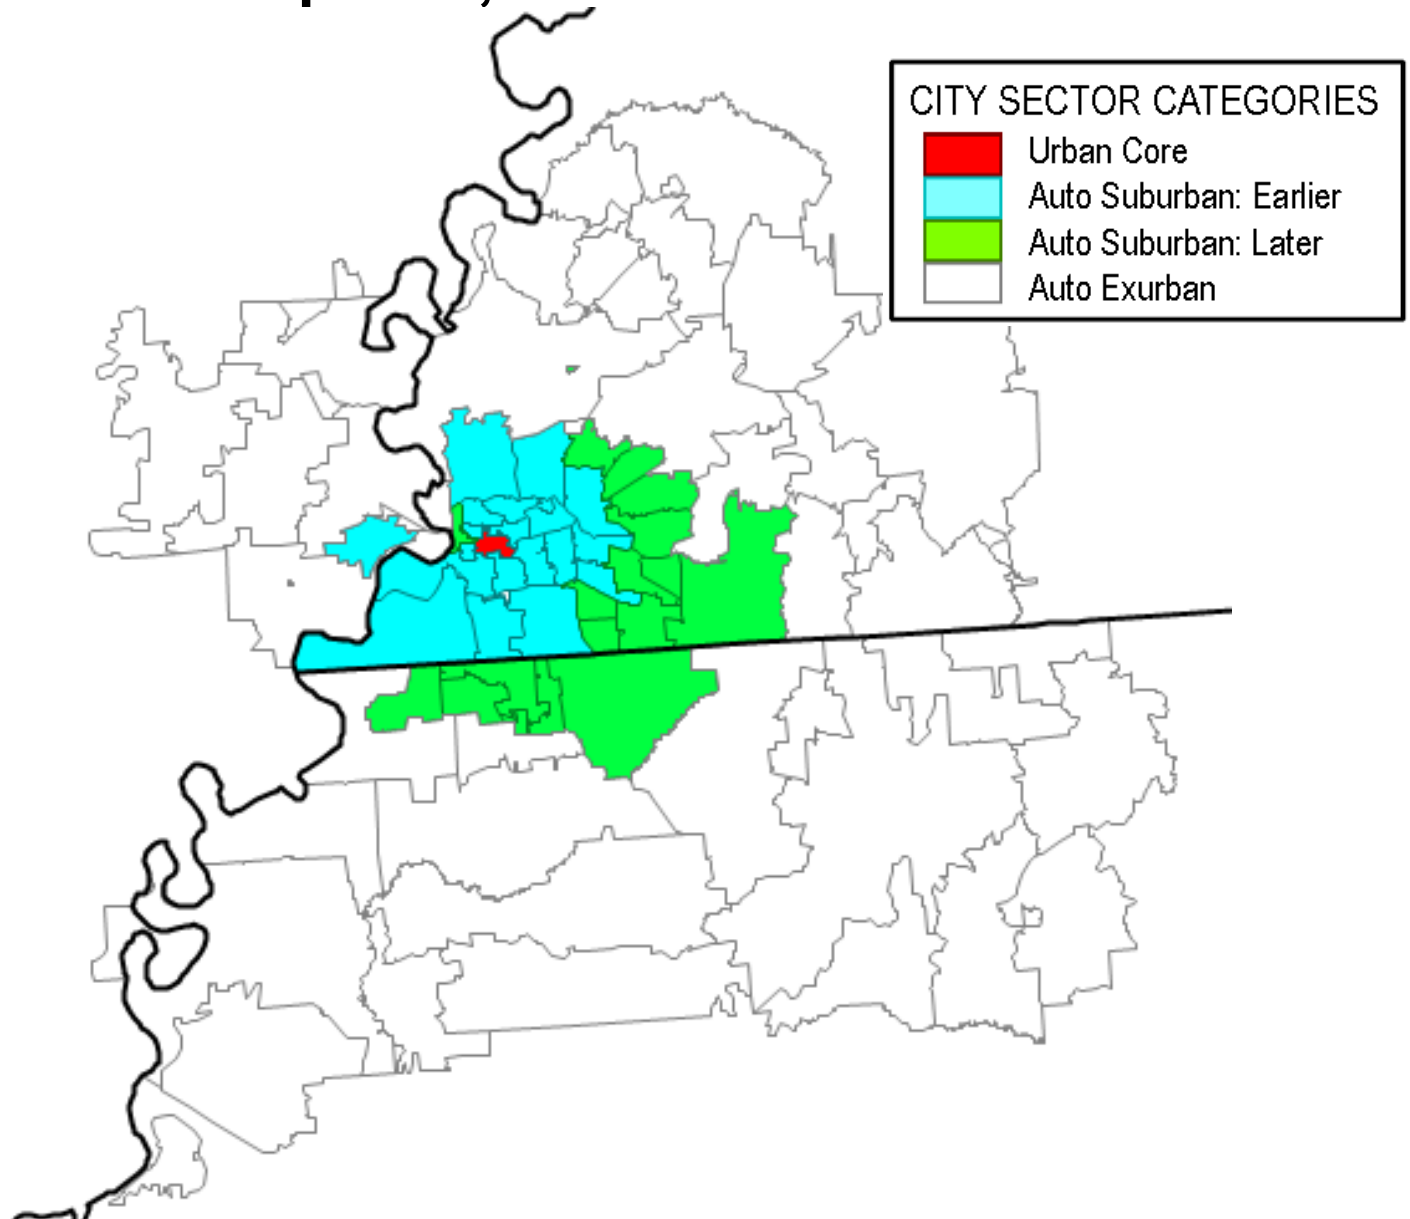 CITY SECTOR CATEGORIES
Urban Core
Auto Suburban: Earlier
Auto Suburban: Later
Auto Exurban